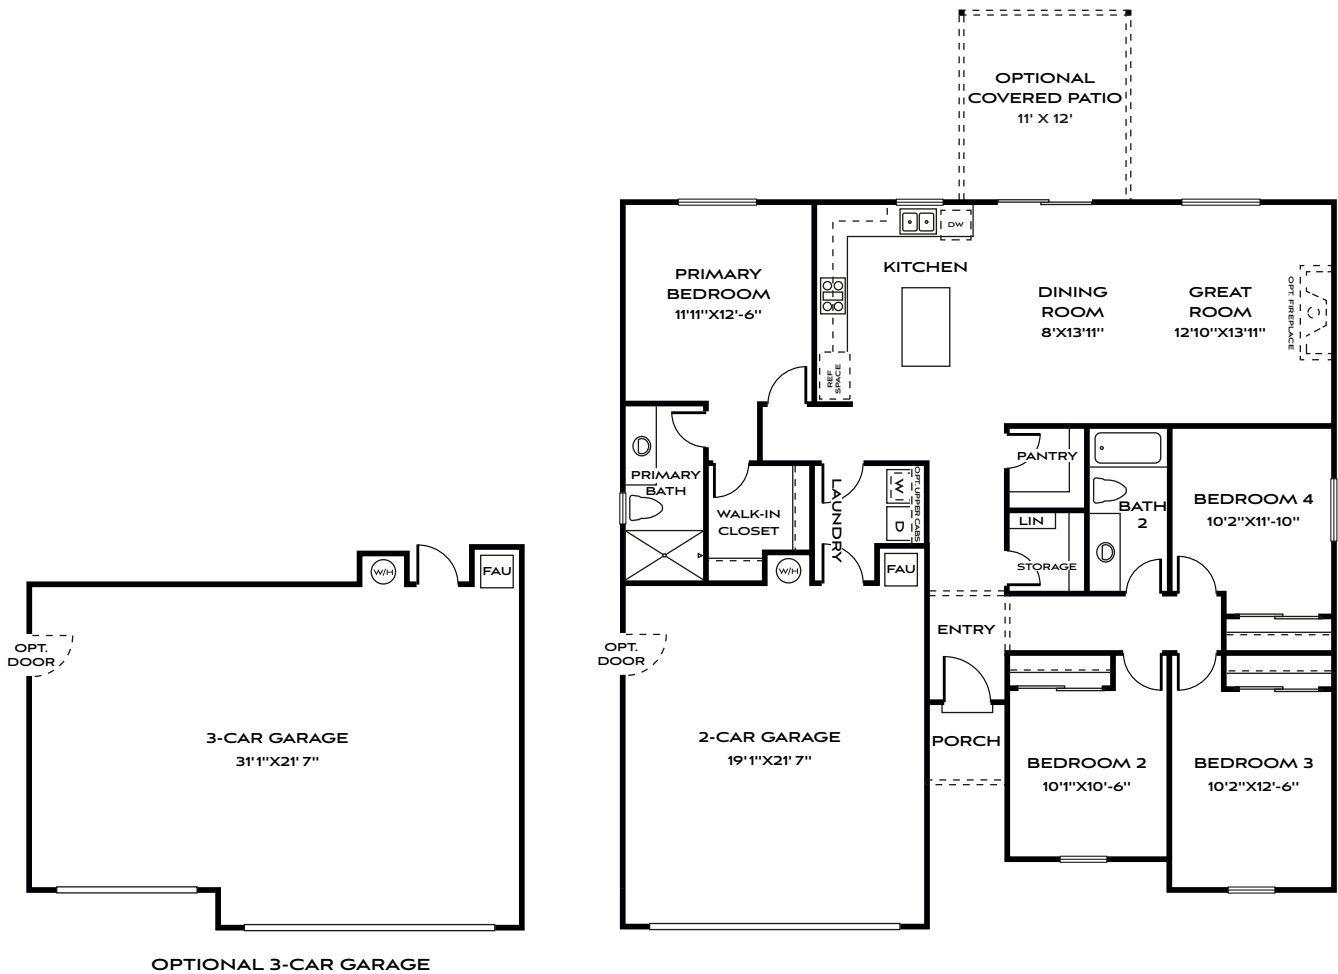 OPTIONAL
COVERED PATIO
11' X 12'
DW
KITCHEN
PRIMARY
BEDROOM
11'11"X12'-6"
DINING
ROOM
8'X13'11"
GREAT
ROOM
12'10"X13'11"
OPT. FIREPLACE
REF
SPACE
PRIMARY
BATH
WALK-IN
CLOSET
LAUNDRY
W
D
OPT. UPPER CABS
PANTRY
LIN
STORAGE
BATH
2
BEDROOM 4
10'2"X11'-10"
W/H
FAU
W/H
FAU
ENTRY
OPT.
DOOR
OPT.
DOOR
3-CAR GARAGE
31'1"X21' 7"
2-CAR GARAGE
19'1"X21' 7"
PORCH
BEDROOM 2
10'1"X10'-6"
BEDROOM 3
10'2"X12'-6"
OPTIONAL 3-CAR GARAGE